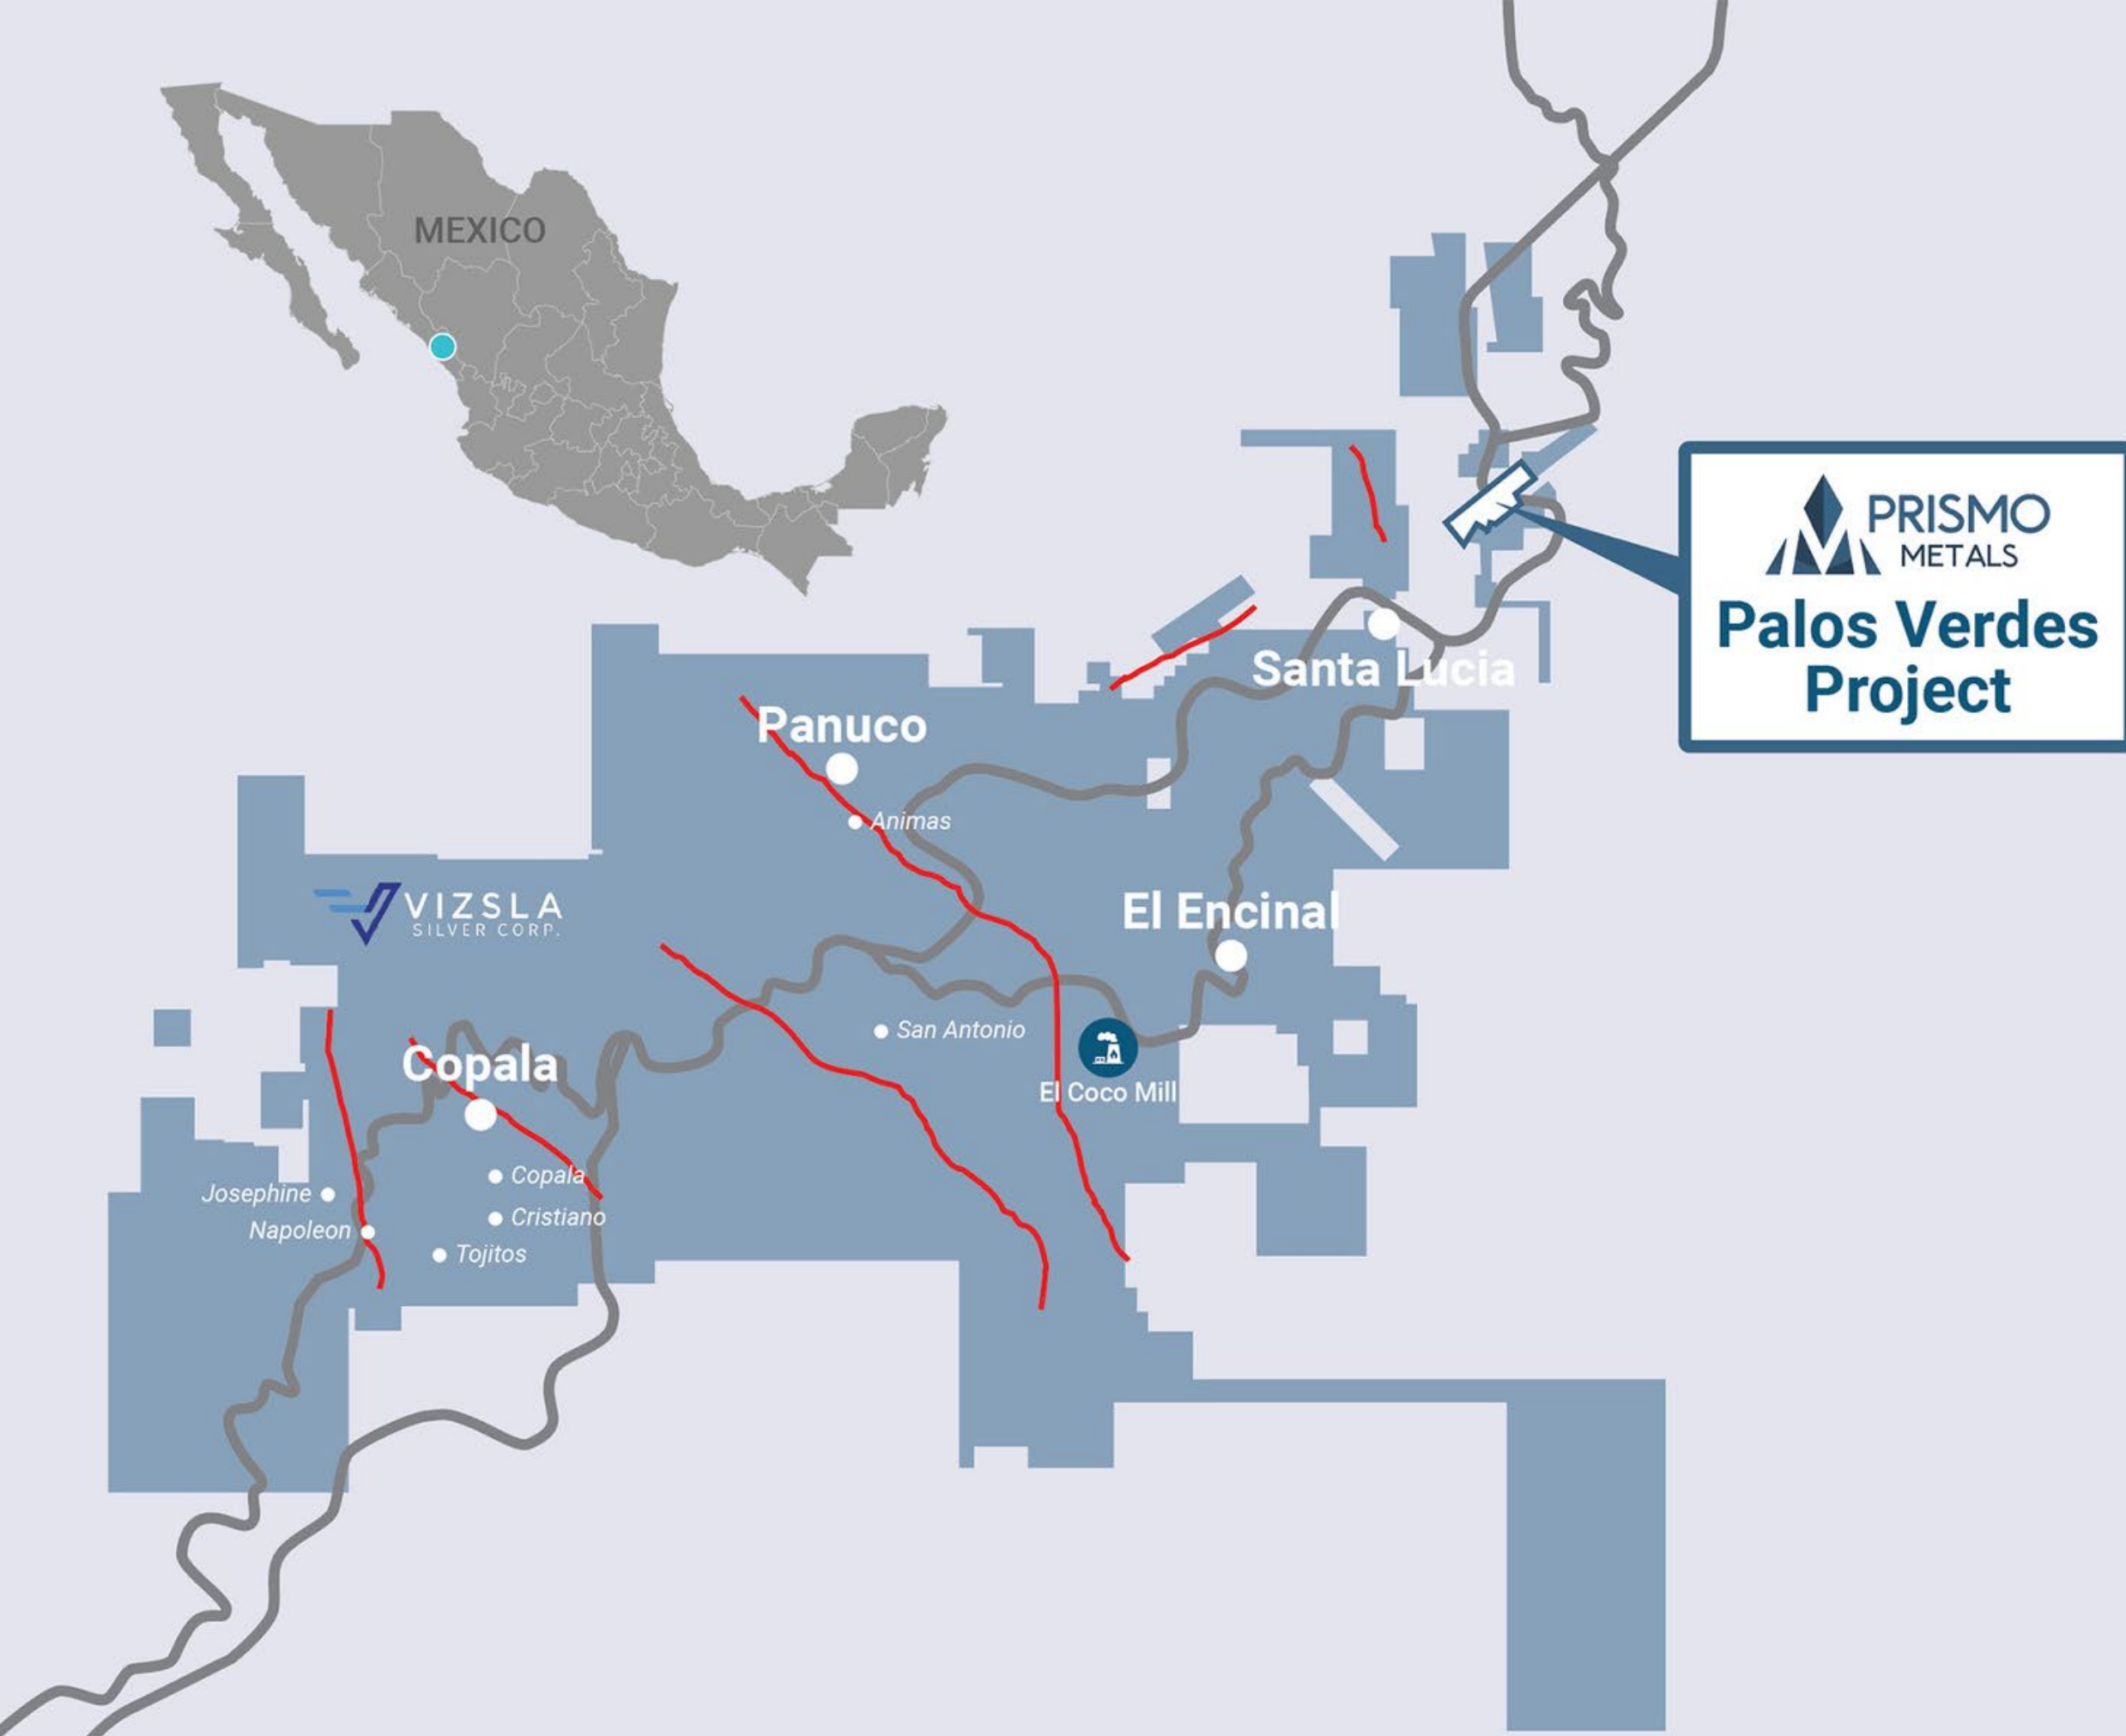 MEXICO
PRISMO
METALS
Palos Verdes
Project
Santa Lucia
Panuco
Animas
VIZSLA
SILVER CORP.
El Encinal
San Antonio
El Coco Mill
Copala
Copala
Josephine
Cristiano
Napoleon
Tojitos